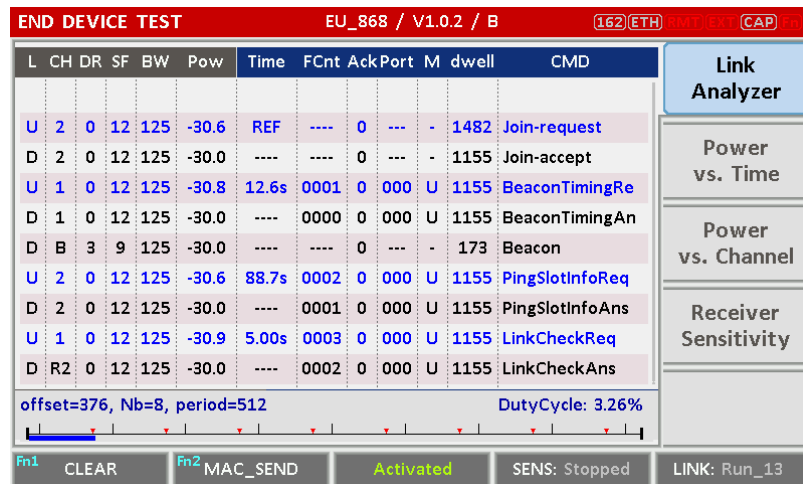 END DEVICE TEST EU_868 / V1.0.2 / B 162 ETH RMT EXT CAP Fn
L CH DR SF BW Pow Time FCnt Ack Port M dwell CMD
U 2 0 12 125 -30.6 REF ---- 0 --- - 1482 Join-request
D 2 0 12 125 -30.0 ---- ---- 0 --- - 1155 Join-accept
U 1 0 12 125 -30.8 12.6s 0001 0 000 U 1155 BeaconTimingRe
D 1 0 12 125 -30.0 ---- 0000 0 000 U 1155 BeaconTimingAn
D B 3 9 125 -30.0 ---- ---- 0 --- - 173 Beacon
U 2 0 12 125 -30.6 88.7s 0002 0 000 U 1155 PingSlotInfoReq
D 2 0 12 125 -30.0 ---- 0001 0 000 U 1155 PingSlotInfoAns
U 1 0 12 125 -30.9 5.00s 0003 0 000 U 1155 LinkCheckReq
D R2 0 12 125 -30.0 ---- 0002 0 000 U 1155 LinkCheckAns
offset=376, Nb=8, period=512 DutyCycle: 3.26%
Link
Analyzer
Power
vs. Time
Power
vs. Channel
Receiver
Sensitivity
Fn1 CLEAR Fn2 MAC_SEND Activated SENS: Stopped LINK: Run_13